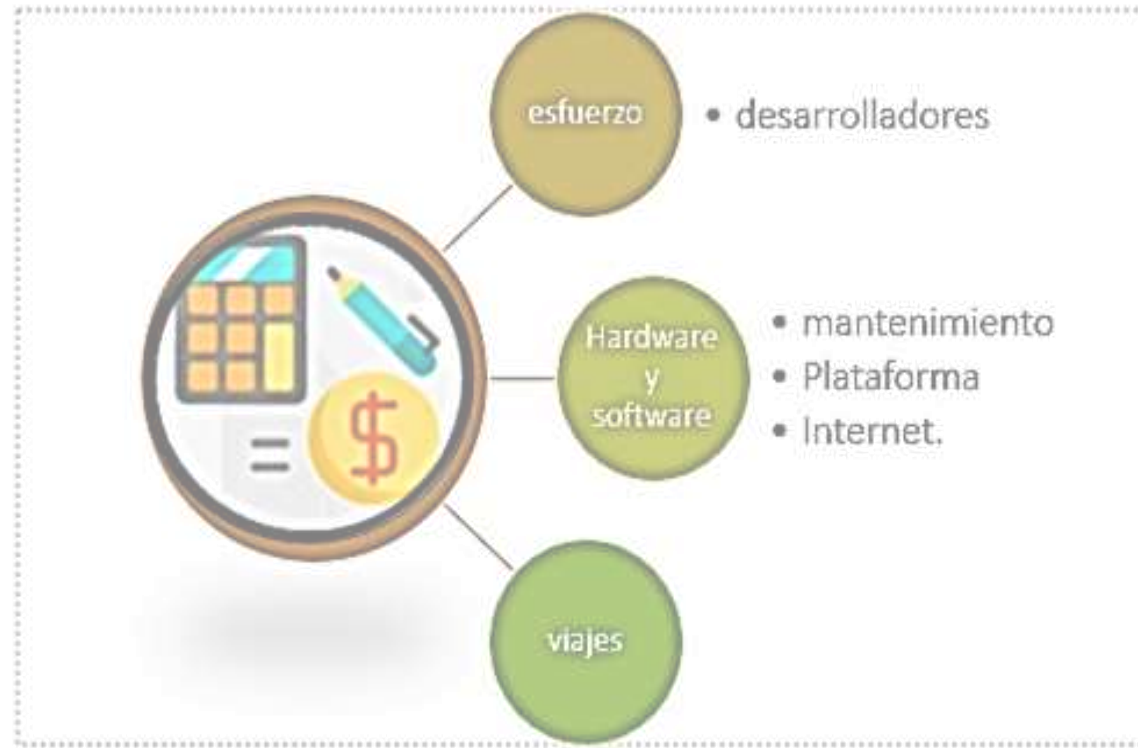 esfuerzo
• desarrolladores
Hardware
y
software
• mantenimiento
• Plataforma
• Internet.
viajes
= $